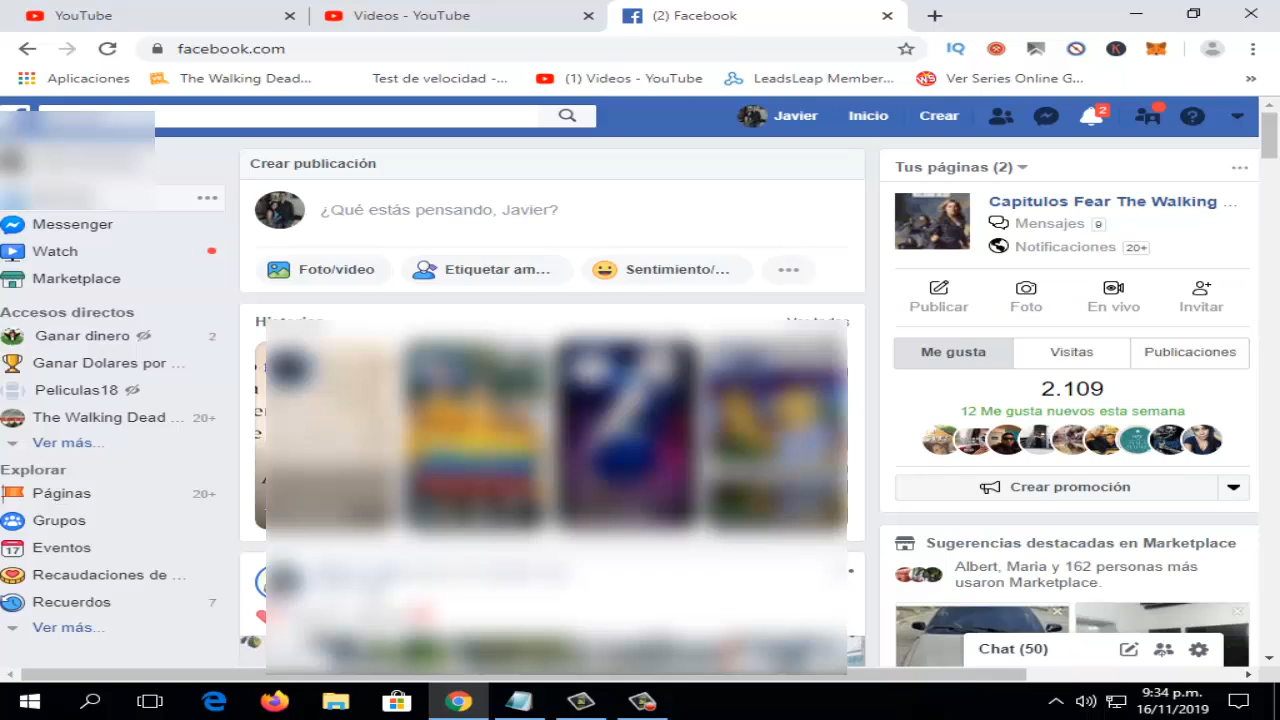 YouTube
Videos - YouTube
(2) Facebook
facebook.com
IQ
K
Aplicaciones
The Walking Dead...
Test de velocidad -...
(1) Videos - YouTube
LeadsLeap Member...
Ver Series Online G...
Javier
Inicio
Crear
2
Messenger
Watch
Marketplace
Accesos directos
Ganar dinero
2
Ganar Dolares por ...
Peliculas18
The Walking Dead ...
20+
Ver más...
Explorar
Páginas
20+
Grupos
17
Eventos
Recaudaciones de ...
Recuerdos
7
Ver más...
Crear publicación
¿Qué estás pensando, Javier?
Foto/video
Etiquetar am...
Sentimiento/...
Tus páginas (2)
Capitulos Fear The Walking ...
Mensajes 9
Notificaciones 20+
Publicar
Foto
En vivo
Invitar
Me gusta
Visitas
Publicaciones
2.109
12 Me gusta nuevos esta semana
Crear promoción
Sugerencias destacadas en Marketplace
Albert, Maria y 162 personas más
usaron Marketplace.
Chat (50)
9:34 p.m.
16/11/2019